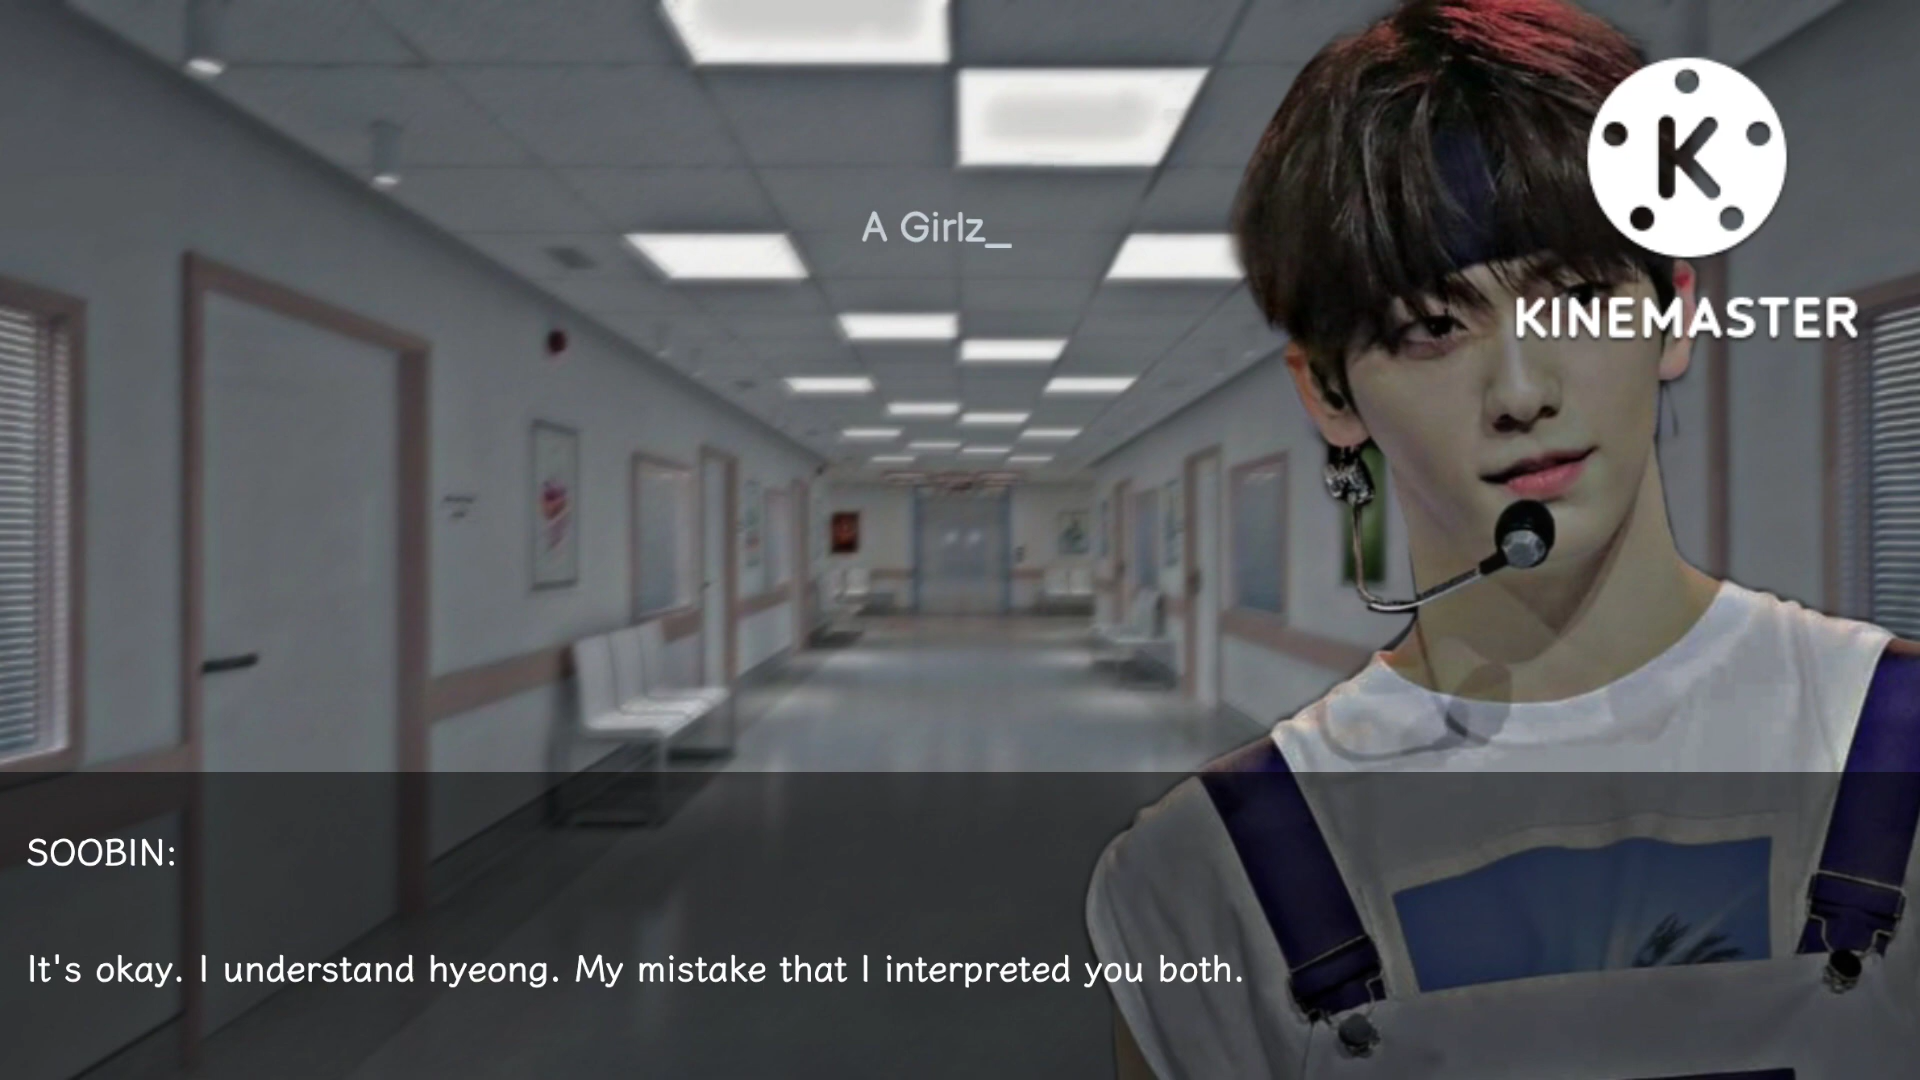 A Girlz_
K
KINEMASTER
SOOBIN:
It's okay. I understand hyeong. My mistake that I interpreted you both.